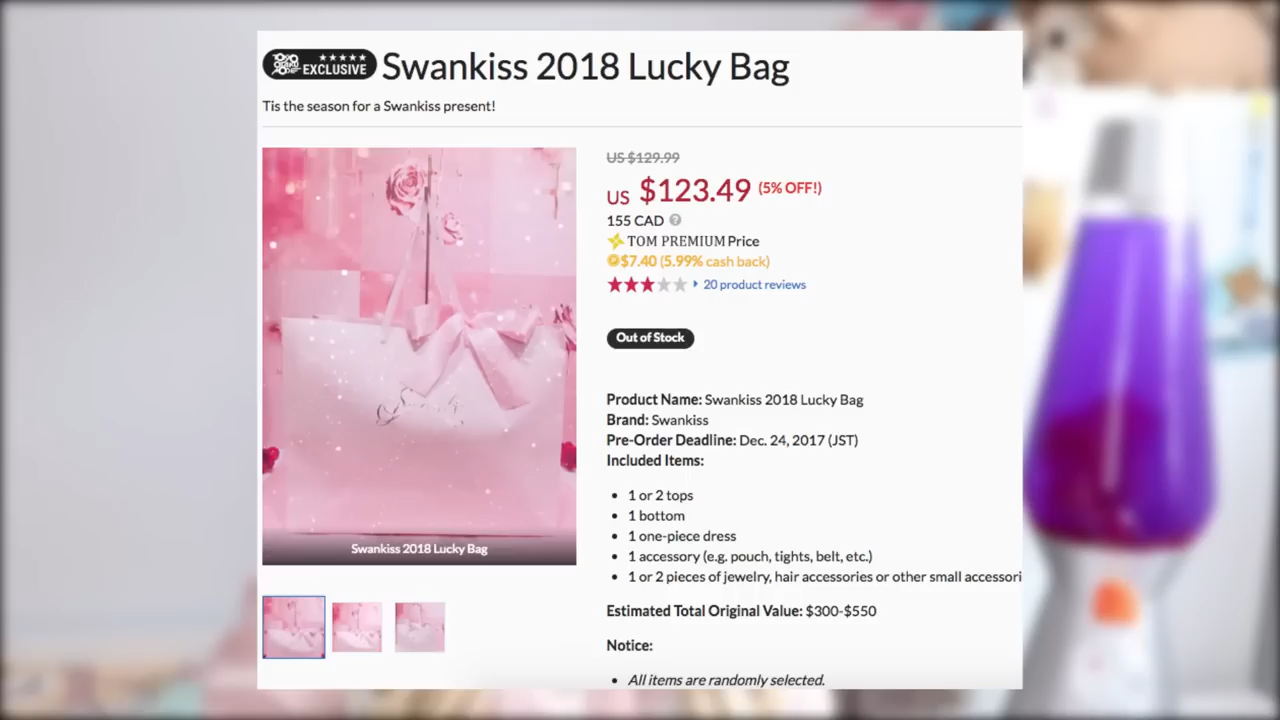 EXCLUSIVE Swankiss 2018 Lucky Bag
Tis the season for a Swankiss present!
US $129.99
US $123.49 (5% OFF!)
155 CAD ?
TOM PREMIUM Price
$7.40 (5.99% cash back)
20 product reviews
Out of Stock
Product Name: Swankiss 2018 Lucky Bag
Brand: Swankiss
Pre-Order Deadline: Dec. 24, 2017 (JST)
Included Items:
• 1 or 2 tops
• 1 bottom
• 1 one-piece dress
• 1 accessory (e.g. pouch, tights, belt, etc.)
• 1 or 2 pieces of jewelry, hair accessories or other small accessori
Estimated Total Original Value: $300-$550
Notice:
• All items are randomly selected.
Swankiss 2018 Lucky Bag